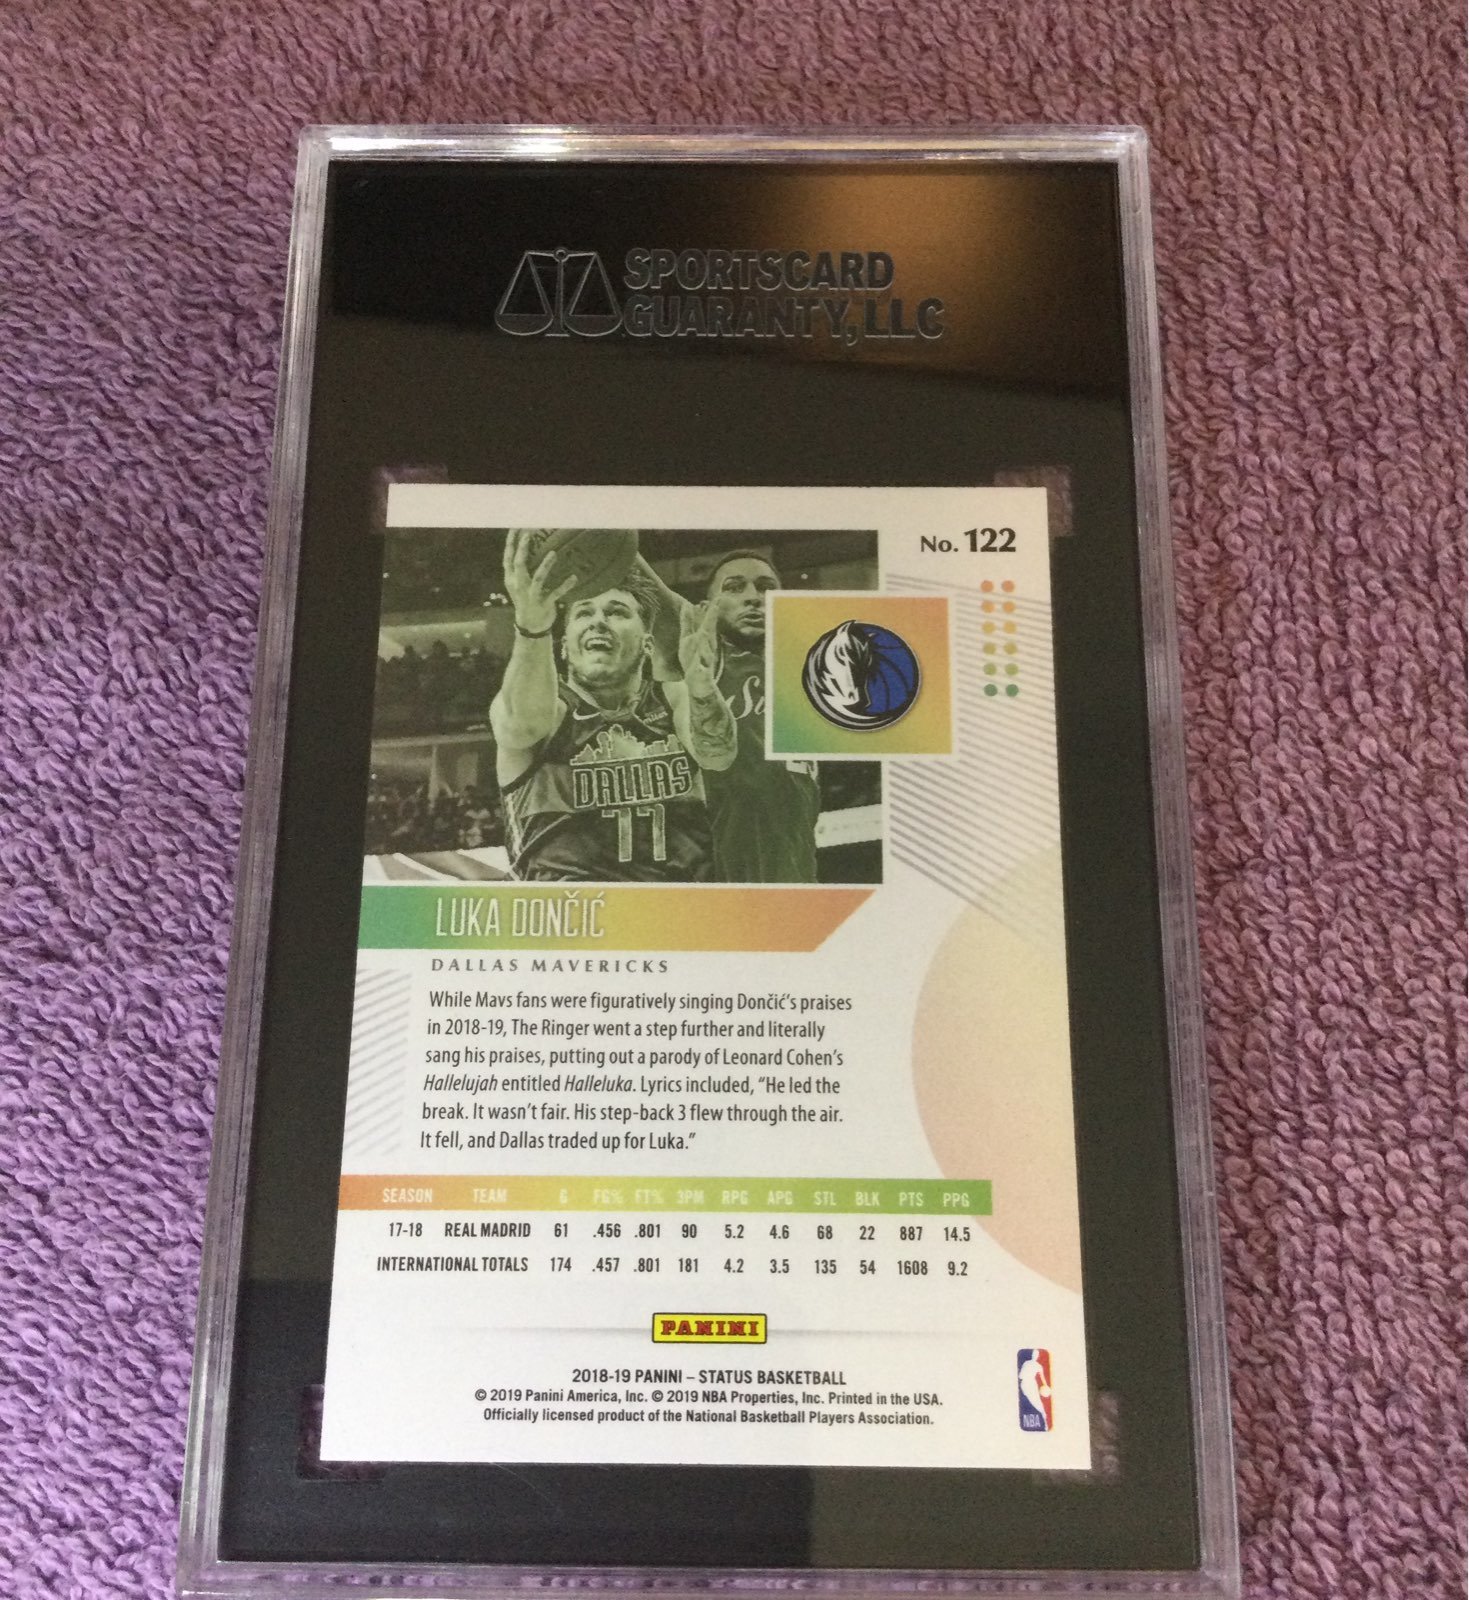 SPORTSCARD
GUARANTY, LLC
No. 122
DALLAS
77
LUKA DONČIĆ
DALLAS MAVERICKS
While Mavs fans were figuratively singing Dončić's praises
in 2018-19, The Ringer went a step further and literally
sang his praises, putting out a parody of Leonard Cohen's
Hallelujah entitled Halleluka. Lyrics included, “He led the
break. It wasn't fair. His step-back 3 flew through the air.
It fell, and Dallas traded up for Luka.”
SEASON TEAM G FG% FT% 3PM RPG APG STL BLK PTS PPG
17-18 REAL MADRID 61 .456 .801 90 5.2 4.6 68 22 887 14.5
INTERNATIONAL TOTALS 174 .457 .801 181 4.2 3.5 135 54 1608 9.2
PANINI
2018-19 PANINI – STATUS BASKETBALL
© 2019 Panini America, Inc. © 2019 NBA Properties, Inc. Printed in the USA.
Officially licensed product of the National Basketball Players Association.
NBA